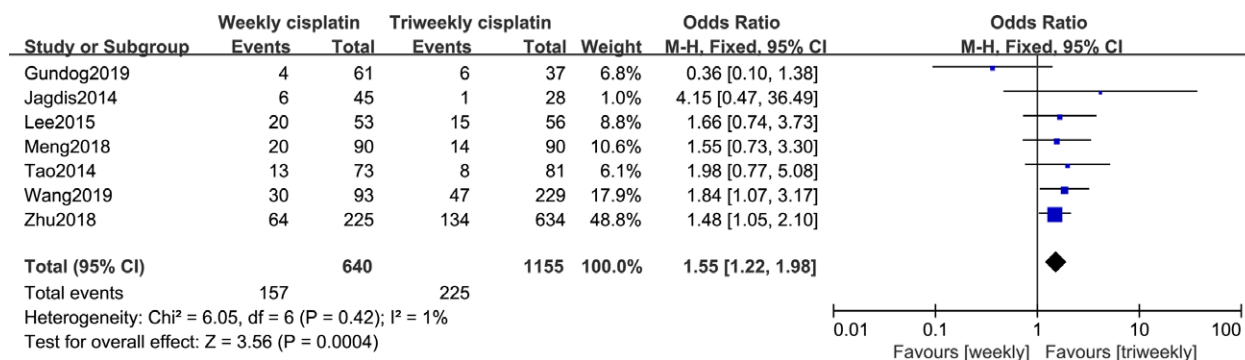 Weekly cisplatin Triweekly cisplatin Odds Ratio Odds Ratio
Study or Subgroup Events Total Events Total Weight M-H, Fixed, 95% CI M-H, Fixed, 95% CI
Gundog2019 4 61 6 37 6.8% 0.36 [0.10, 1.38]
Jagdis2014 6 45 1 28 1.0% 4.15 [0.47, 36.49]
Lee2015 20 53 15 56 8.8% 1.66 [0.74, 3.73]
Meng2018 20 90 14 90 10.6% 1.55 [0.73, 3.30]
Tao2014 13 73 8 81 6.1% 1.98 [0.77, 5.08]
Wang2019 30 93 47 229 17.9% 1.84 [1.07, 3.17]
Zhu2018 64 225 134 634 48.8% 1.48 [1.05, 2.10]
Total (95% CI) 640 1155 100.0% 1.55 [1.22, 1.98]
Total events 157 225
Heterogeneity: Chi² = 6.05, df = 6 (P = 0.42); I² = 1%
Test for overall effect: Z = 3.56 (P = 0.0004)
0.01 0.1 1 10 100
Favours [weekly] Favours [triweekly]